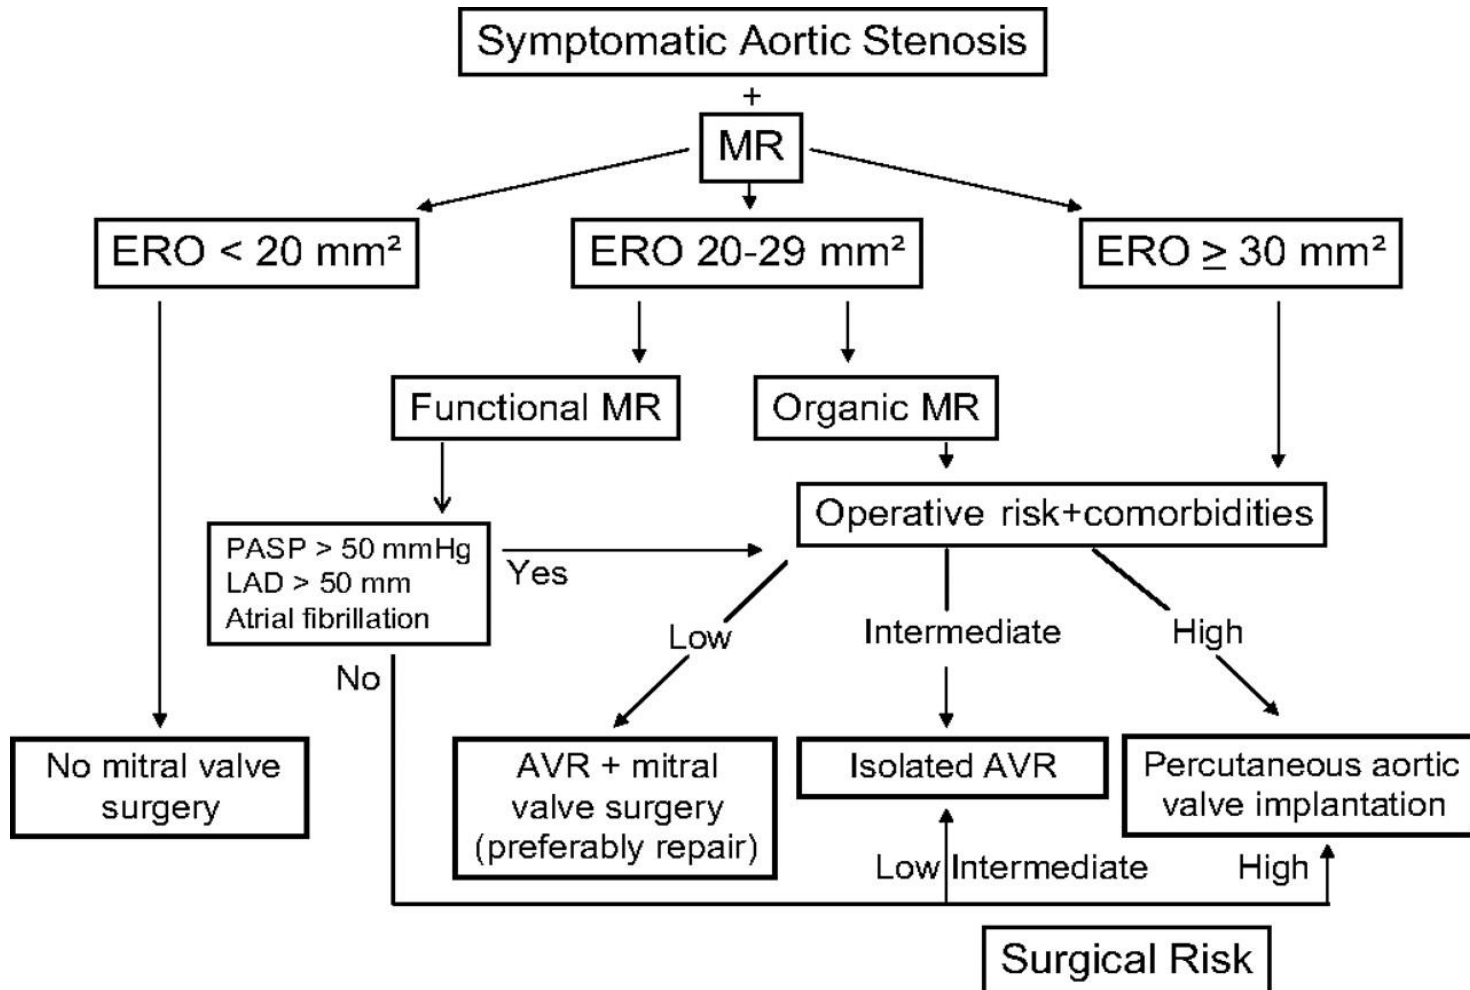 Symptomatic Aortic Stenosis
+
MR
ERO < 20 mm²
ERO 20-29 mm²
ERO ≥ 30 mm²
Functional MR
Organic MR
Operative risk+comorbidities
PASP > 50 mmHg
LAD > 50 mm
Atrial fibrillation
Yes
No
Low
Intermediate
High
No mitral valve
surgery
AVR + mitral
valve surgery
(preferably repair)
Isolated AVR
Percutaneous aortic
valve implantation
Low
Intermediate
High
Surgical Risk